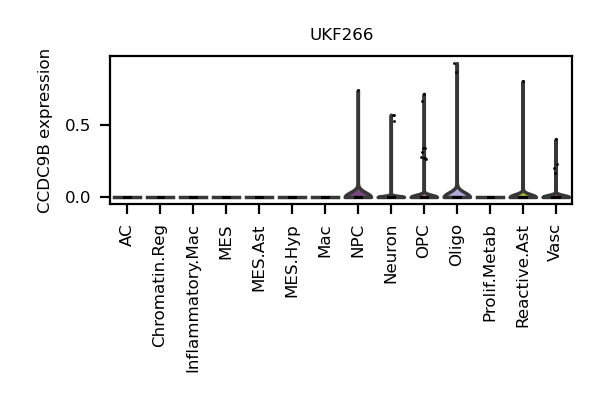 UKF266
CCDC9B expression
0.5
0.0
AC
Chromatin.Reg
Inflammatory.Mac
MES
MES.Ast
MES.Hyp
Mac
NPC
Neuron
OPC
Oligo
Prolif.Metab
Reactive.Ast
Vasc